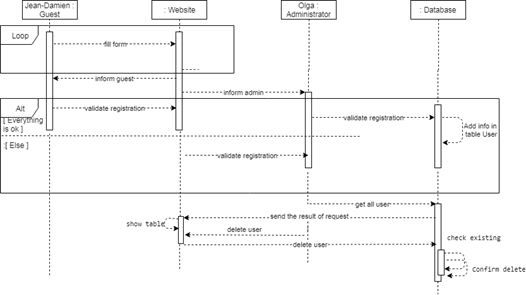 Jean-Damien :
Guest
: Website
Olga :
Administrator
: Database
Loop
fill form
inform guest
inform admin
Alt
validate registration
validate registration
[ Everything
is ok ]
Add info in
table User
:[ Else ]
validate registration
get all user
send the result of request
show table
delete user
delete user
check existing
Confirm delete